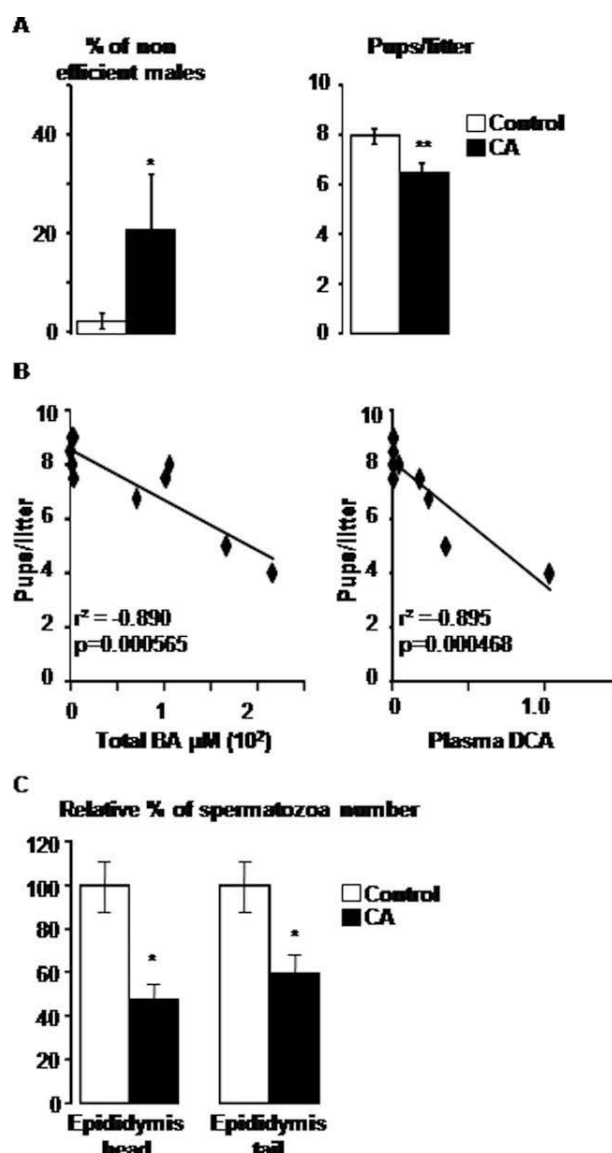 A
% of non
efficient males
40
20
0
*
Pups/litter
10
8
6
4
2
0
**
Control
CA
B
Pups/litter
10
8
6
4
2
0
r² = -0.890
p=0.000565
0
1
2
Total BA µM (10²)
Pups/litter
10
8
6
4
2
0
r² = -0.895
p=0.000468
0
1.0
Plasma DCA
C
Relative % of spermatozoa number
120
100
80
60
40
20
0
*
*
Control
CA
Epididymis
head
Epididymis
tail